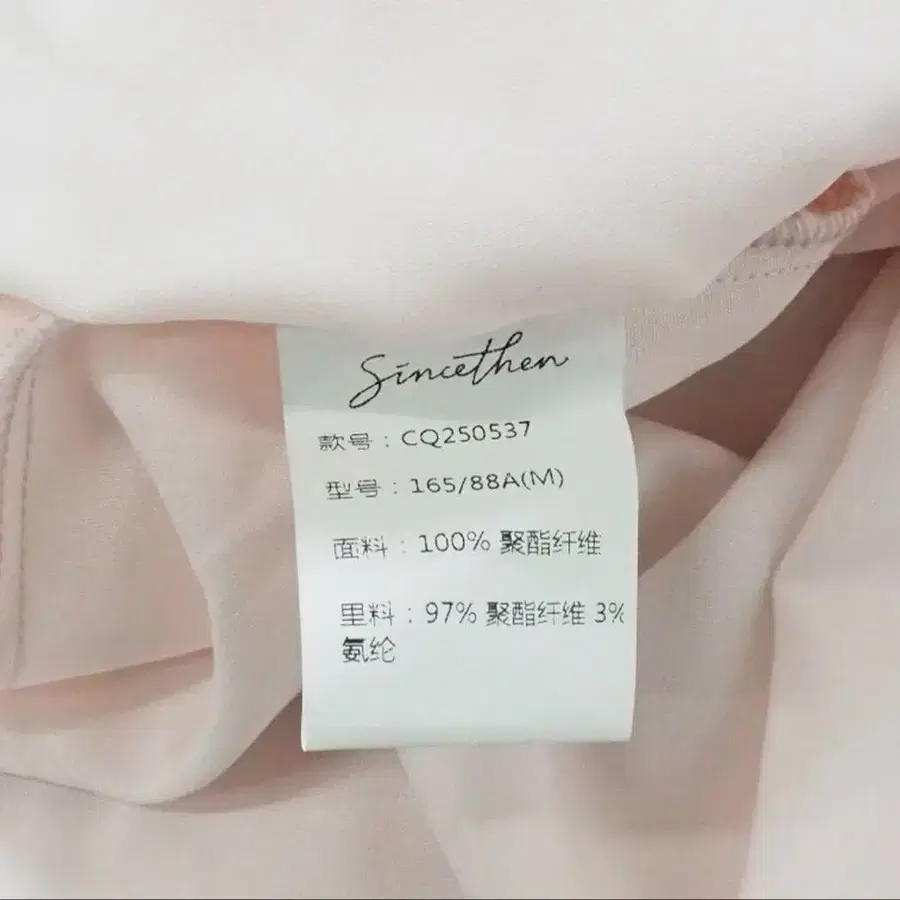 Sincethen
款号：CQ250537
型号：165/88A(M)
面料：100% 聚酯纤维
里料：97% 聚酯纤维 3%
氨纶